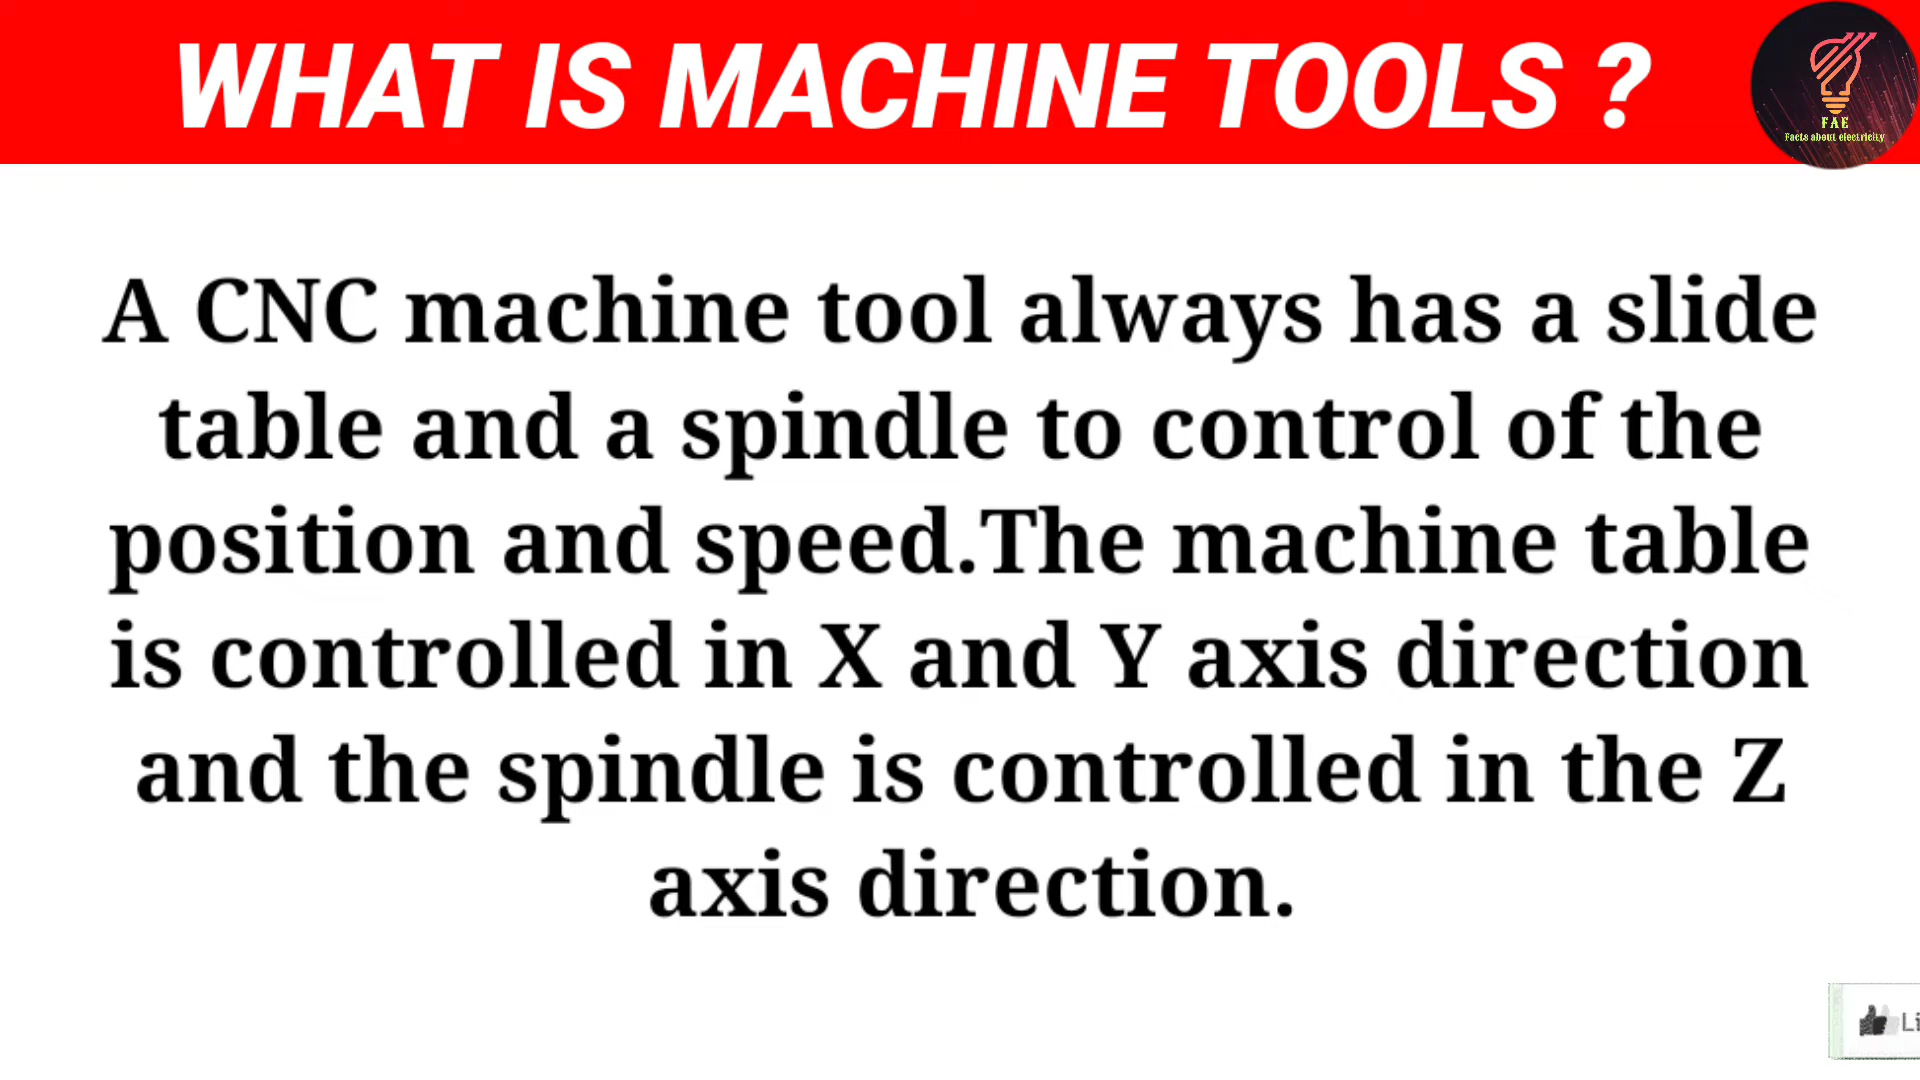 WHAT IS MACHINE TOOLS ?
FAE
Facts about electricity
A CNC machine tool always has a slide
table and a spindle to control of the
position and speed.The machine table
is controlled in X and Y axis direction
and the spindle is controlled in the Z
axis direction.
Li